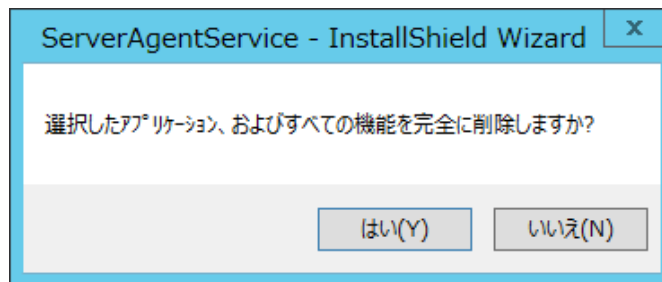 ServerAgentService - InstallShield Wizard
x
選択したｱﾌﾟﾘｹｰｼｮﾝ、およびすべての機能を完全に削除しますか?
はい(Y)
いいえ(N)